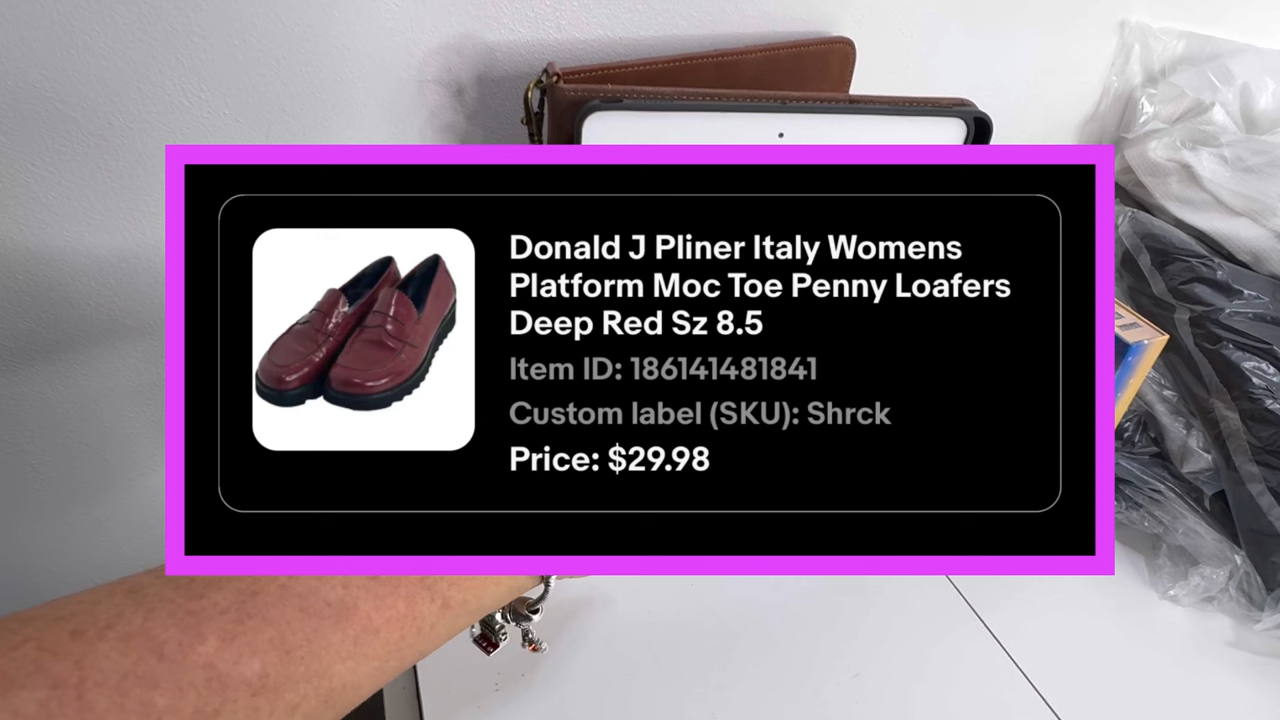 Donald J Pliner Italy Womens
Platform Moc Toe Penny Loafers
Deep Red Sz 8.5
Item ID: 186141481841
Custom label (SKU): Shrck
Price: $29.98